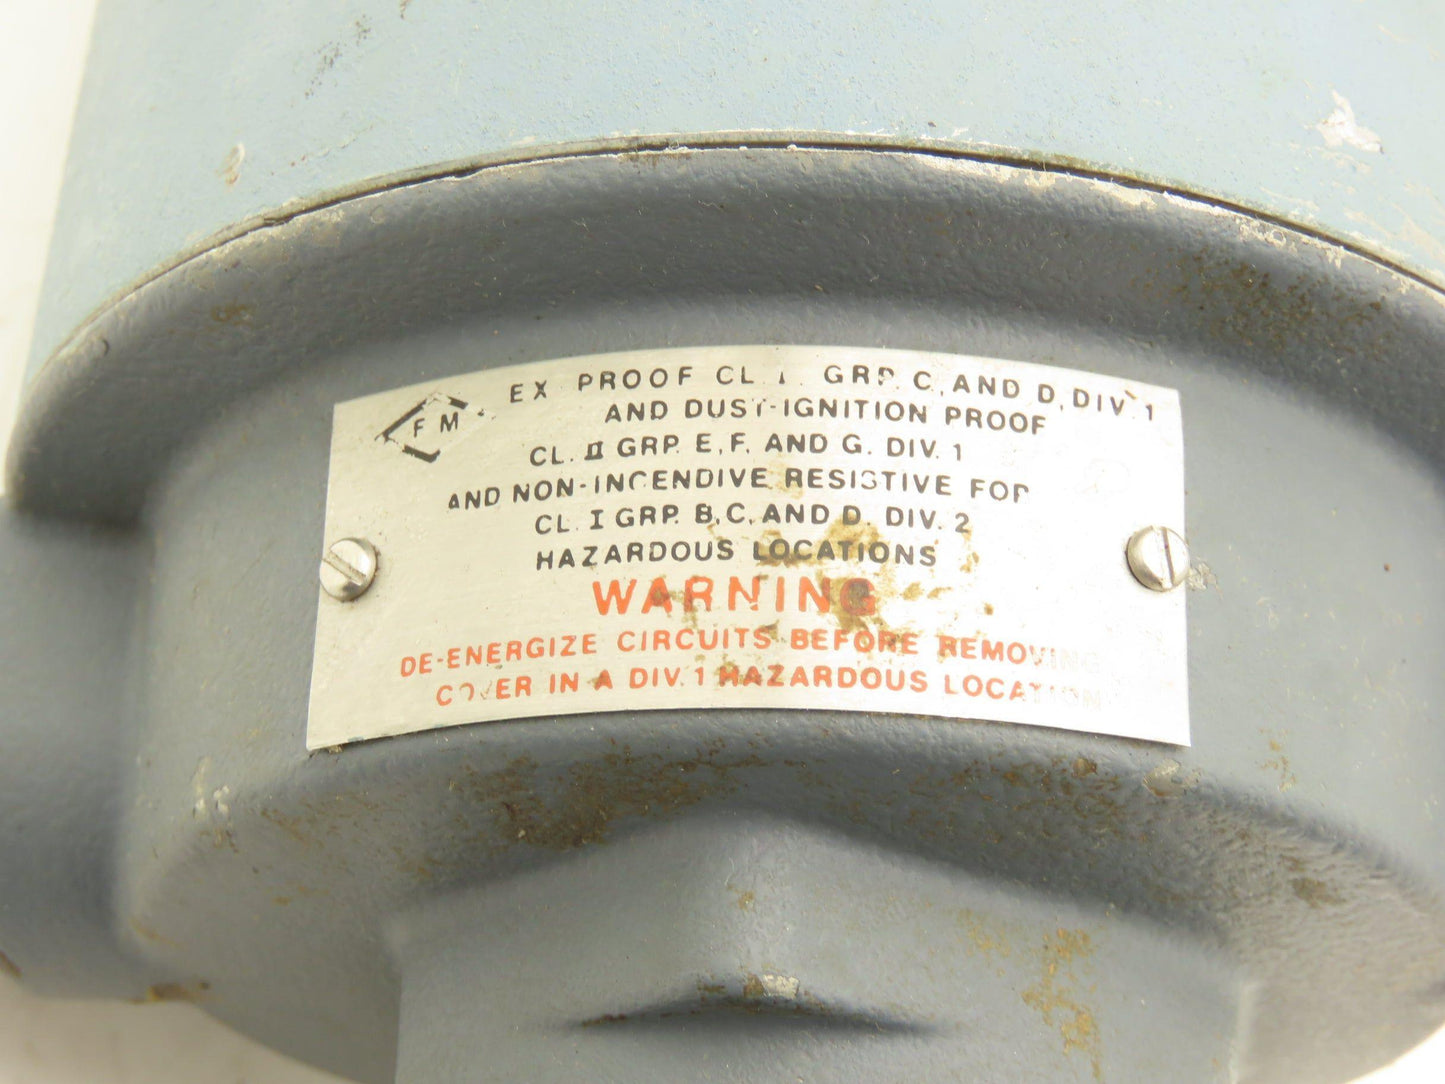 FM
EX PROOF CL. I. GRP. C, AND D, DIV. 1
AND DUST-IGNITION PROOF
CL. II GRP. E, F, AND G. DIV. 1
AND NON-INCENDIVE RESISTIVE FOR
CL. I GRP. B, C, AND D, DIV. 2
HAZARDOUS LOCATIONS
WARNING
DE-ENERGIZE CIRCUITS BEFORE REMOVING
COVER IN A DIV. 1 HAZARDOUS LOCATION